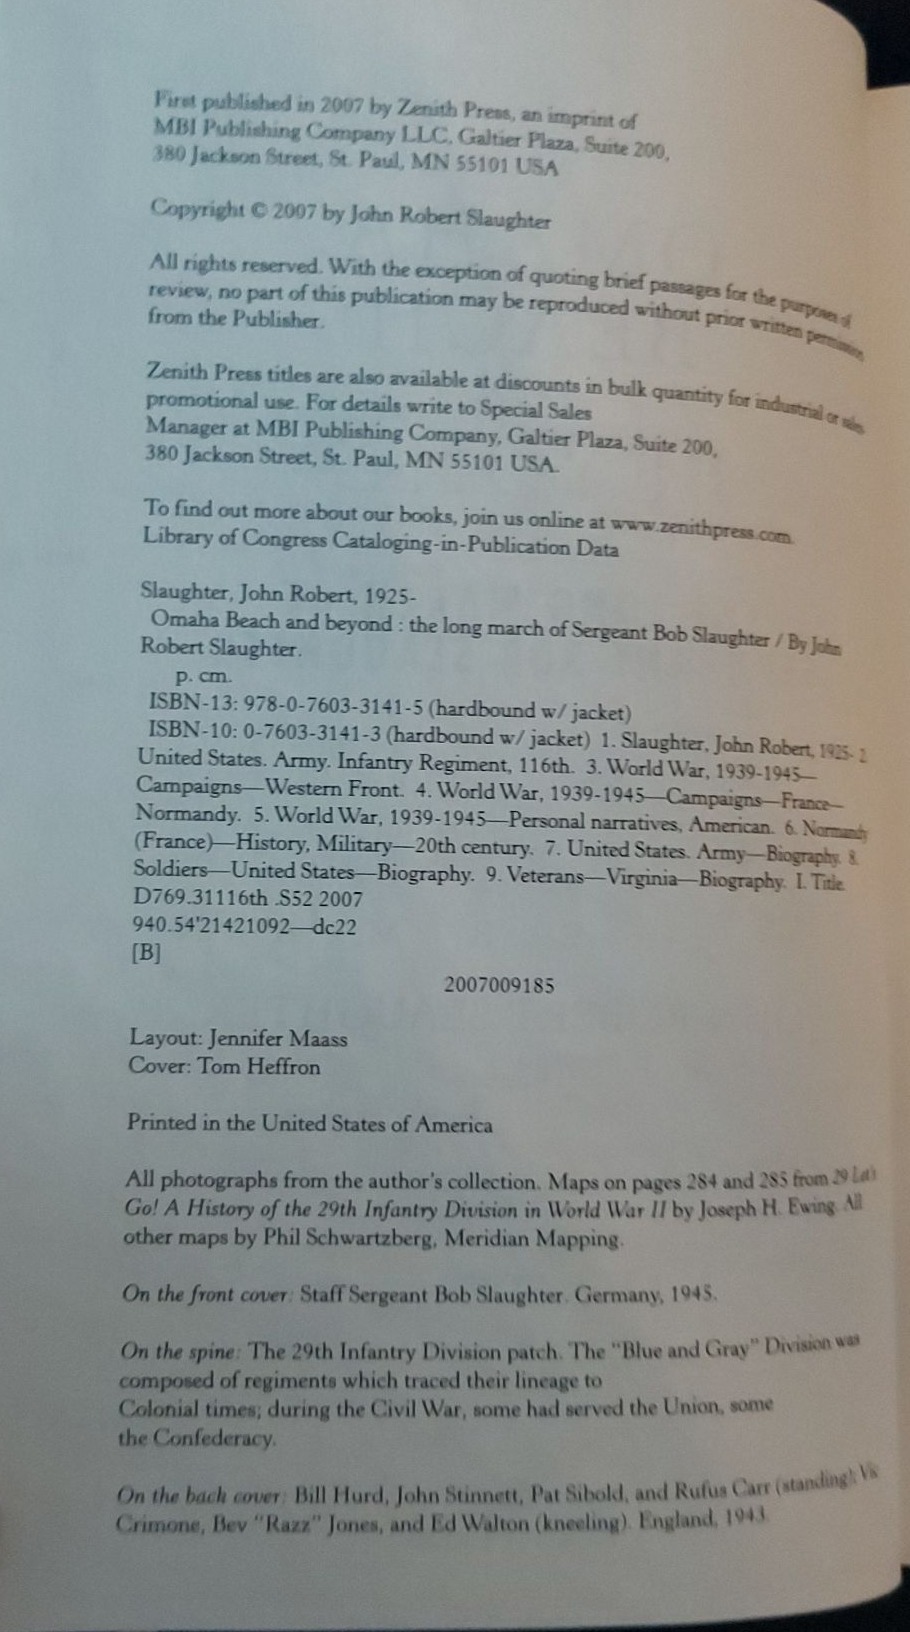 First published in 2007 by Zenith Press, an imprint of
MBI Publishing Company LLC, Galtier Plaza, Suite 200,
380 Jackson Street, St. Paul, MN 55101 USA
Copyright © 2007 by John Robert Slaughter
All rights reserved. With the exception of quoting brief passages for the purposes of
review, no part of this publication may be reproduced without prior written permission
from the Publisher.
Zenith Press titles are also available at discounts in bulk quantity for industrial or sales-
promotional use. For details write to Special Sales
Manager at MBI Publishing Company, Galtier Plaza, Suite 200,
380 Jackson Street, St. Paul, MN 55101 USA.
To find out more about our books, join us online at www.zenithpress.com.
Library of Congress Cataloging-in-Publication Data
Slaughter, John Robert, 1925-
Omaha Beach and beyond : the long march of Sergeant Bob Slaughter / By John
Robert Slaughter.
p. cm.
ISBN-13: 978-0-7603-3141-5 (hardbound w/ jacket)
ISBN-10: 0-7603-3141-3 (hardbound w/ jacket) 1. Slaughter, John Robert, 1925- 2.
United States. Army. Infantry Regiment, 116th. 3. World War, 1939-1945—
Campaigns—Western Front. 4. World War, 1939-1945—Campaigns—France—
Normandy. 5. World War, 1939-1945—Personal narratives, American. 6. Normandy
(France)—History, Military—20th century. 7. United States. Army—Biography. 8.
Soldiers—United States—Biography. 9. Veterans—Virginia—Biography. I. Title.
D769.31116th .S52 2007
940.54'21421092—dc22
[B]
2007009185
Layout: Jennifer Maass
Cover: Tom Heffron
Printed in the United States of America
All photographs from the author's collection. Maps on pages 284 and 285 from 29 Let's
Go! A History of the 29th Infantry Division in World War II by Joseph H. Ewing. All
other maps by Phil Schwartzberg, Meridian Mapping.
On the front cover: Staff Sergeant Bob Slaughter. Germany, 1945.
On the spine: The 29th Infantry Division patch. The "Blue and Gray" Division was
composed of regiments which traced their lineage to
Colonial times; during the Civil War, some had served the Union, some
the Confederacy.
On the back cover: Bill Hurd, John Stinnett, Pat Sibold, and Rufus Carr (standing); Vic
Crimone, Bev "Razz" Jones, and Ed Walton (kneeling). England, 1943.